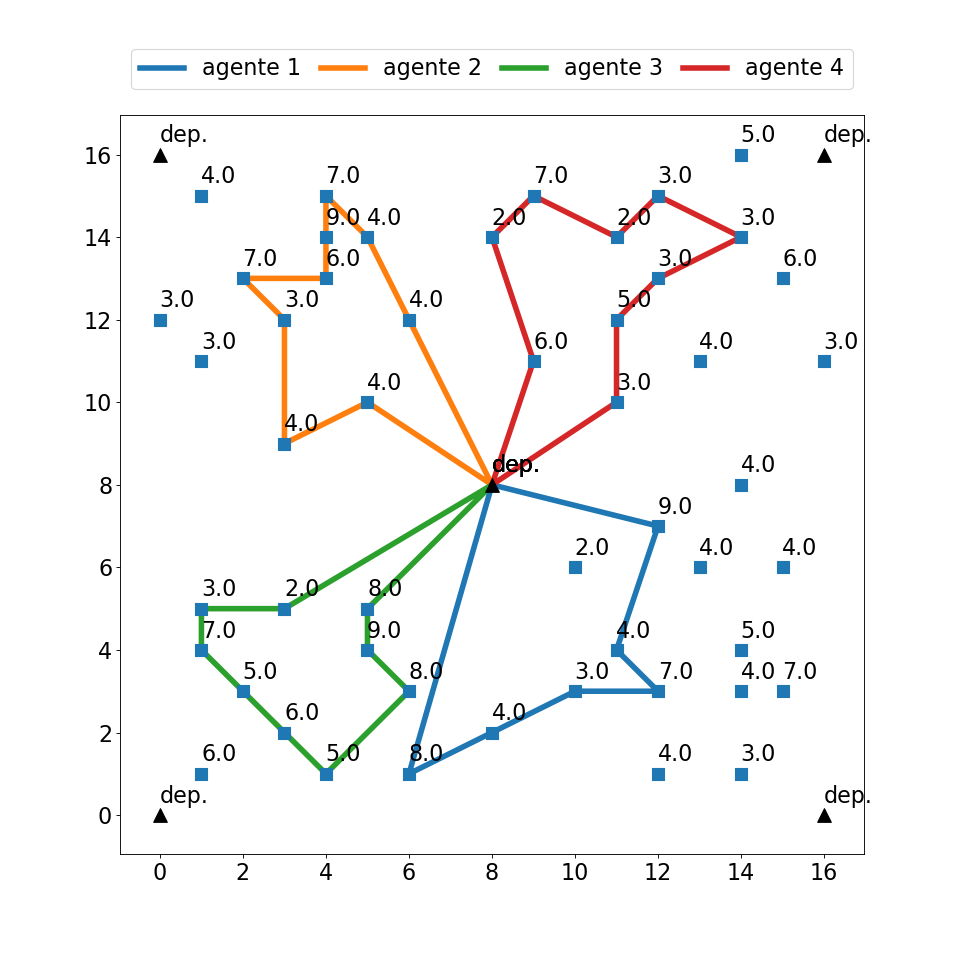 agente 1 agente 2 agente 3 agente 4
dep. 5.0 dep.
16
4.0 7.0 7.0 3.0
9.0 4.0 2.0 2.0 3.0
14
7.0 6.0 3.0 6.0
3.0 3.0 4.0 5.0
12
3.0 6.0 4.0 3.0
4.0 3.0
10
4.0
dep. 4.0
8
9.0
2.0 4.0 4.0
6
3.0 2.0 8.0
7.0 9.0 4.0 5.0
4
5.0 8.0 3.0 7.0 4.0 7.0
6.0 4.0
2
6.0 5.0 8.0 4.0 3.0
dep. dep.
0
0 2 4 6 8 10 12 14 16